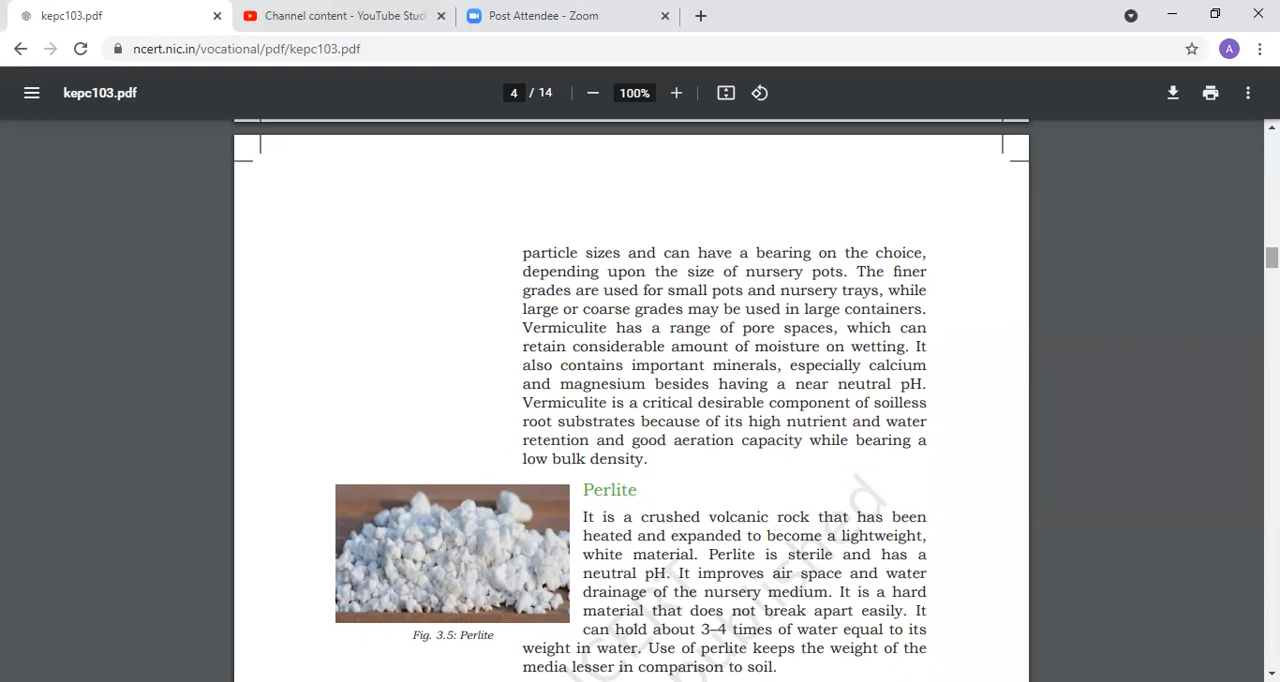 kepc103.pdf
Channel content - YouTube Stud
Post Attendee - Zoom
ncert.nic.in/vocational/pdf/kepc103.pdf
A
kepc103.pdf
4 / 14
100%
particle sizes and can have a bearing on the choice,
depending upon the size of nursery pots. The finer
grades are used for small pots and nursery trays, while
large or coarse grades may be used in large containers.
Vermiculite has a range of pore spaces, which can
retain considerable amount of moisture on wetting. It
also contains important minerals, especially calcium
and magnesium besides having a near neutral pH.
Vermiculite is a critical desirable component of soilless
root substrates because of its high nutrient and water
retention and good aeration capacity while bearing a
low bulk density.
Perlite
It is a crushed volcanic rock that has been
heated and expanded to become a lightweight,
white material. Perlite is sterile and has a
neutral pH. It improves air space and water
drainage of the nursery medium. It is a hard
material that does not break apart easily. It
can hold about 3–4 times of water equal to its
weight in water. Use of perlite keeps the weight of the
media lesser in comparison to soil.
Fig. 3.5: Perlite
published